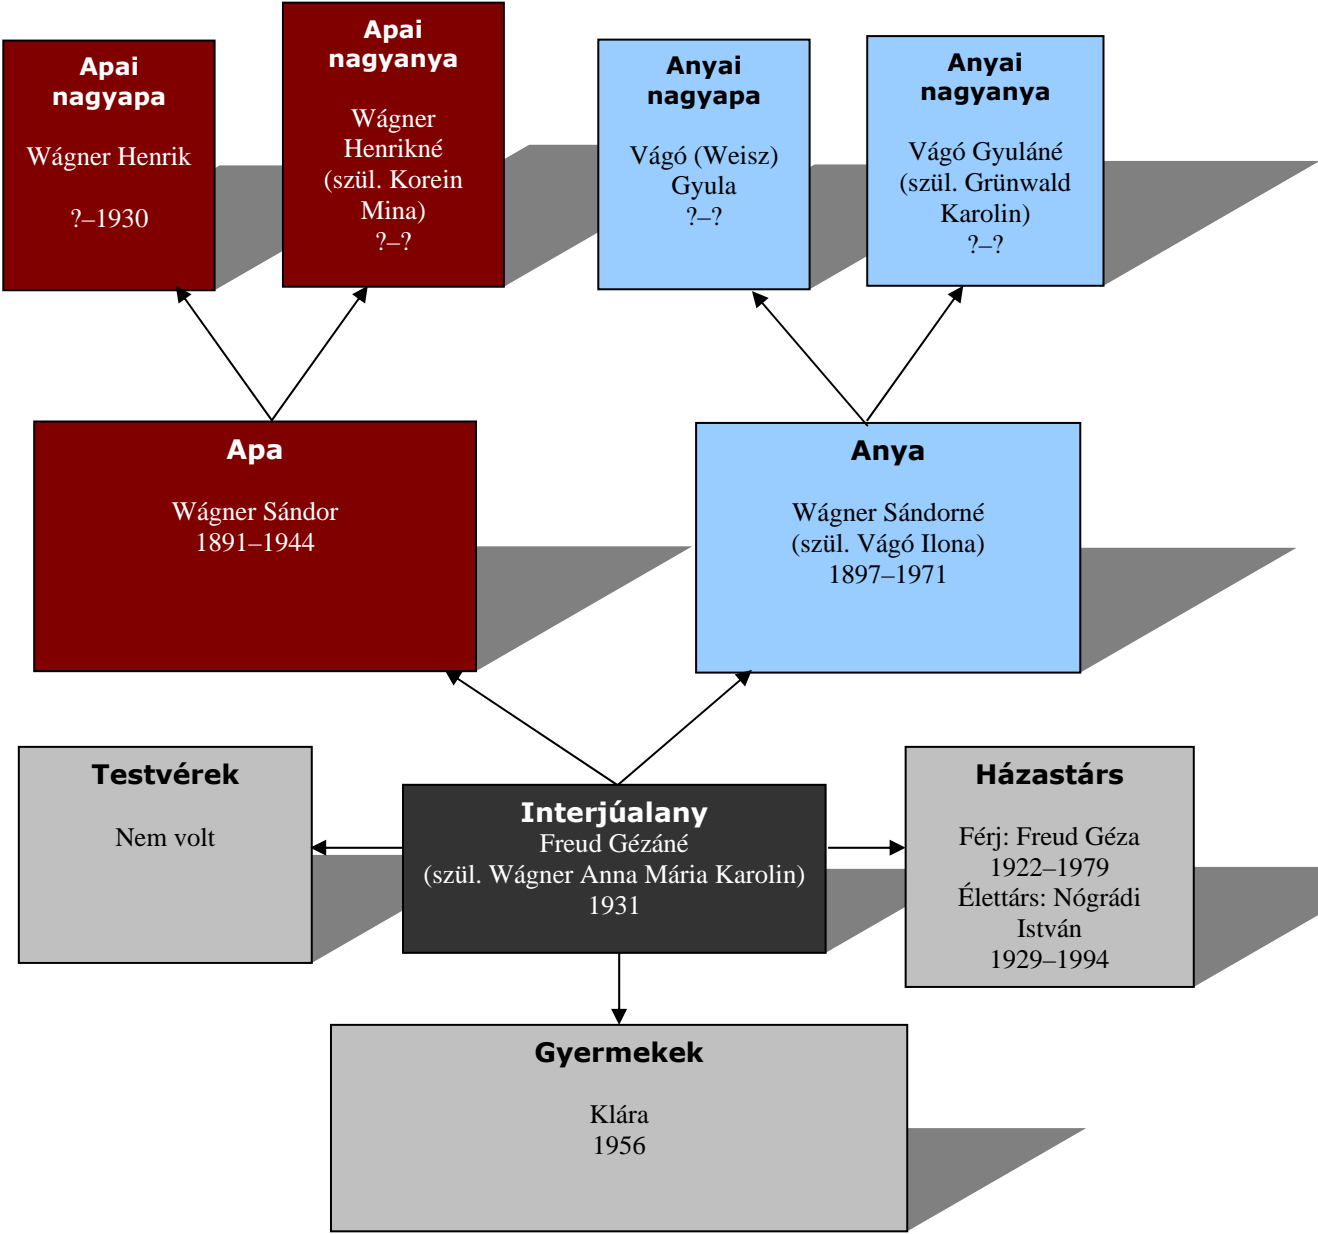 Apai
nagyapa
Wágner Henrik
?–1930
Apai
nagyanya
Wágner
Henrikné
(szül. Korein
Mina)
?–?
Anyai
nagyapa
Vágó (Weisz)
Gyula
?–?
Anyai
nagyanya
Vágó Gyuláné
(szül. Grünwald
Karolin)
?–?
Apa
Wágner Sándor
1891–1944
Anya
Wágner Sándorné
(szül. Vágó Ilona)
1897–1971
Testvérek
Nem volt
Interjúalany
Freud Gézáné
(szül. Wágner Anna Mária Karolin)
1931
Házastárs
Férj: Freud Géza
1922–1979
Élettárs: Nógrádi
István
1929–1994
Gyermekek
Klára
1956